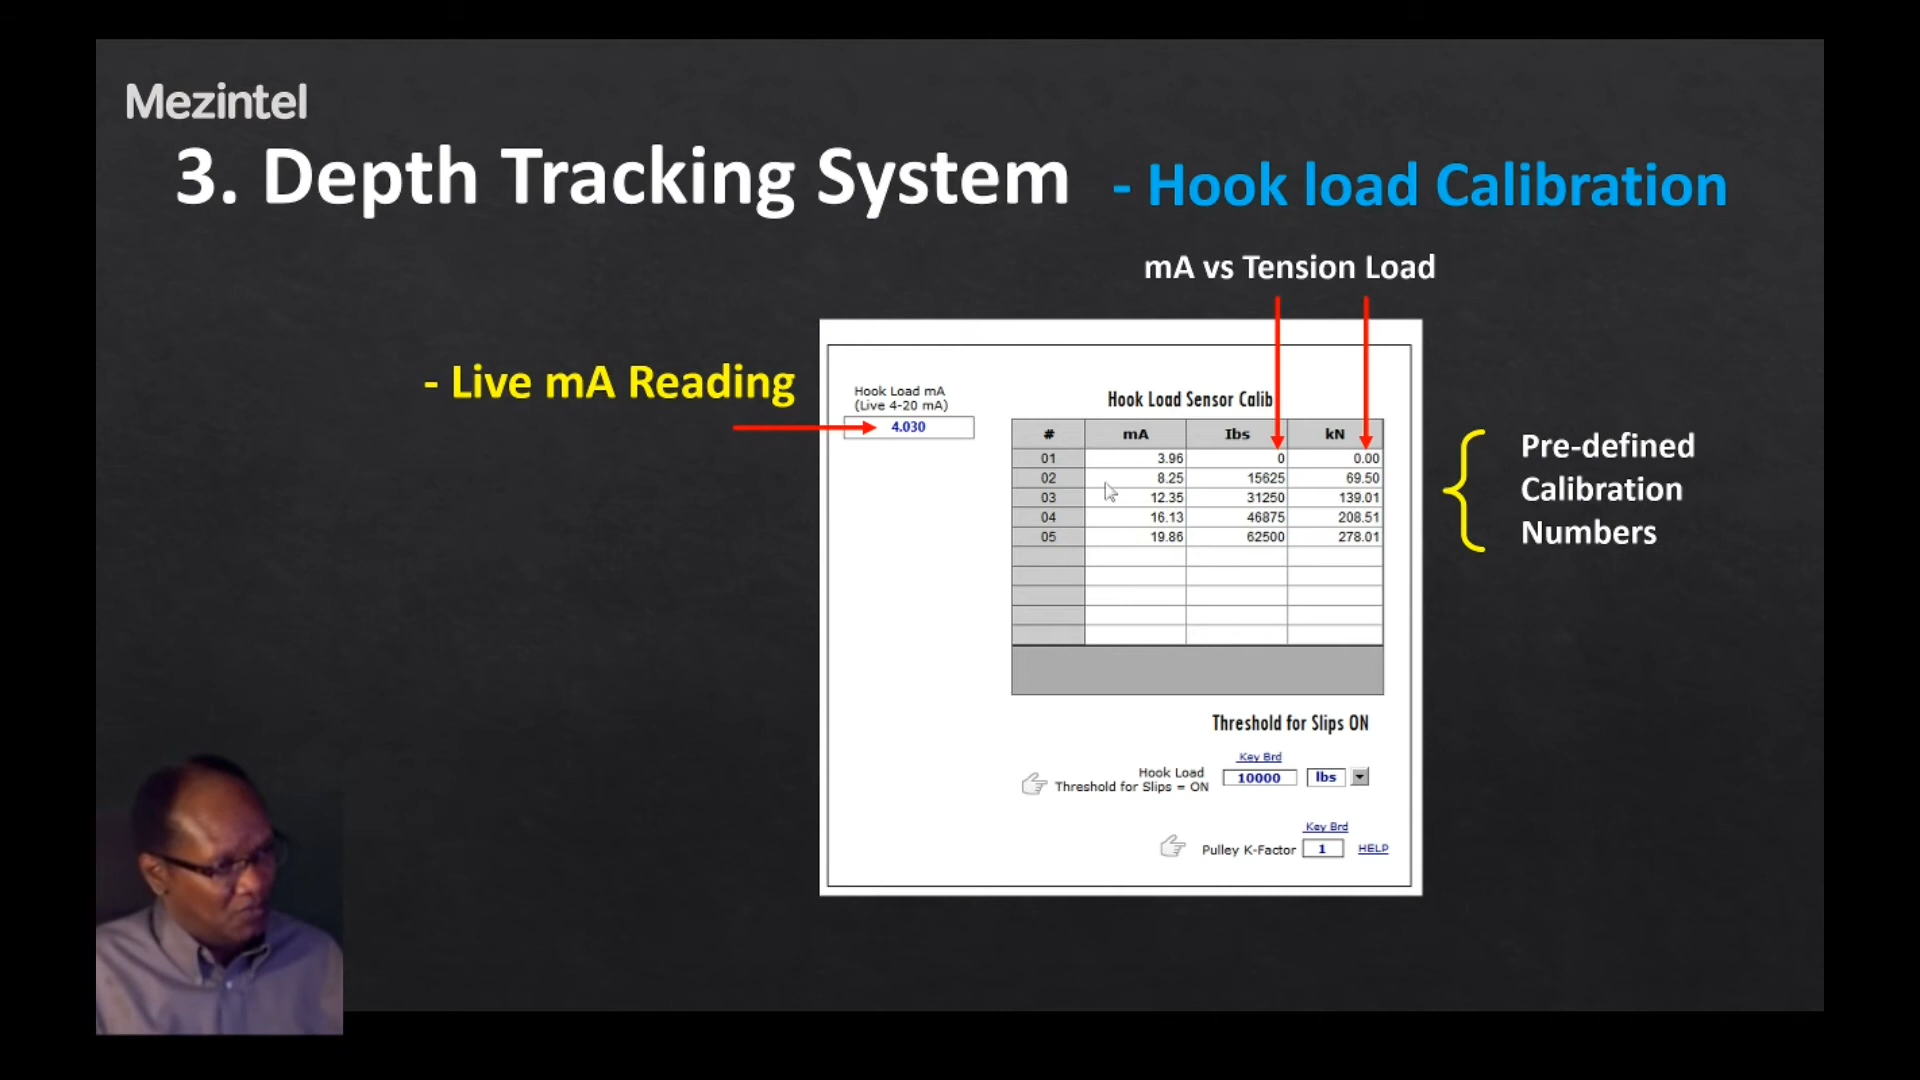 Mezintel
3. Depth Tracking System - Hook load Calibration
mA vs Tension Load
- Live mA Reading
Hook Load mA
(Live 4-20 mA)
4.030
Hook Load Sensor Calib
# mA Ibs kN
01 3.96 0 0.00
02 8.25 15625 69.50
03 12.35 31250 139.01
04 16.13 46875 208.51
05 19.86 62500 278.01
Pre-defined
Calibration
Numbers
Threshold for Slips ON
Key Brd
Hook Load
Threshold for Slips = ON 10000 lbs
Key Brd
Pulley K-Factor 1 HELP